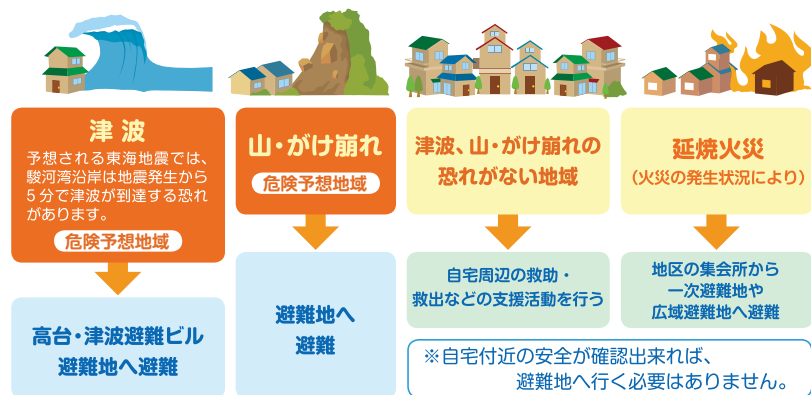 津波
予想される東海地震では、
駿河湾沿岸は地震発生から
5分で津波が到達する恐れ
があります。
危険予想地域
高台・津波避難ビル
避難地へ避難
山・がけ崩れ
危険予想地域
避難地へ
避難
津波、山・がけ崩れの
恐れがない地域
自宅周辺の救助・
救出などの支援活動を行う
延焼火災
（火災の発生状況により）
地区の集会所から
一次避難地や
広域避難地へ避難
※自宅付近の安全が確認出来れば、
避難地へ行く必要はありません。